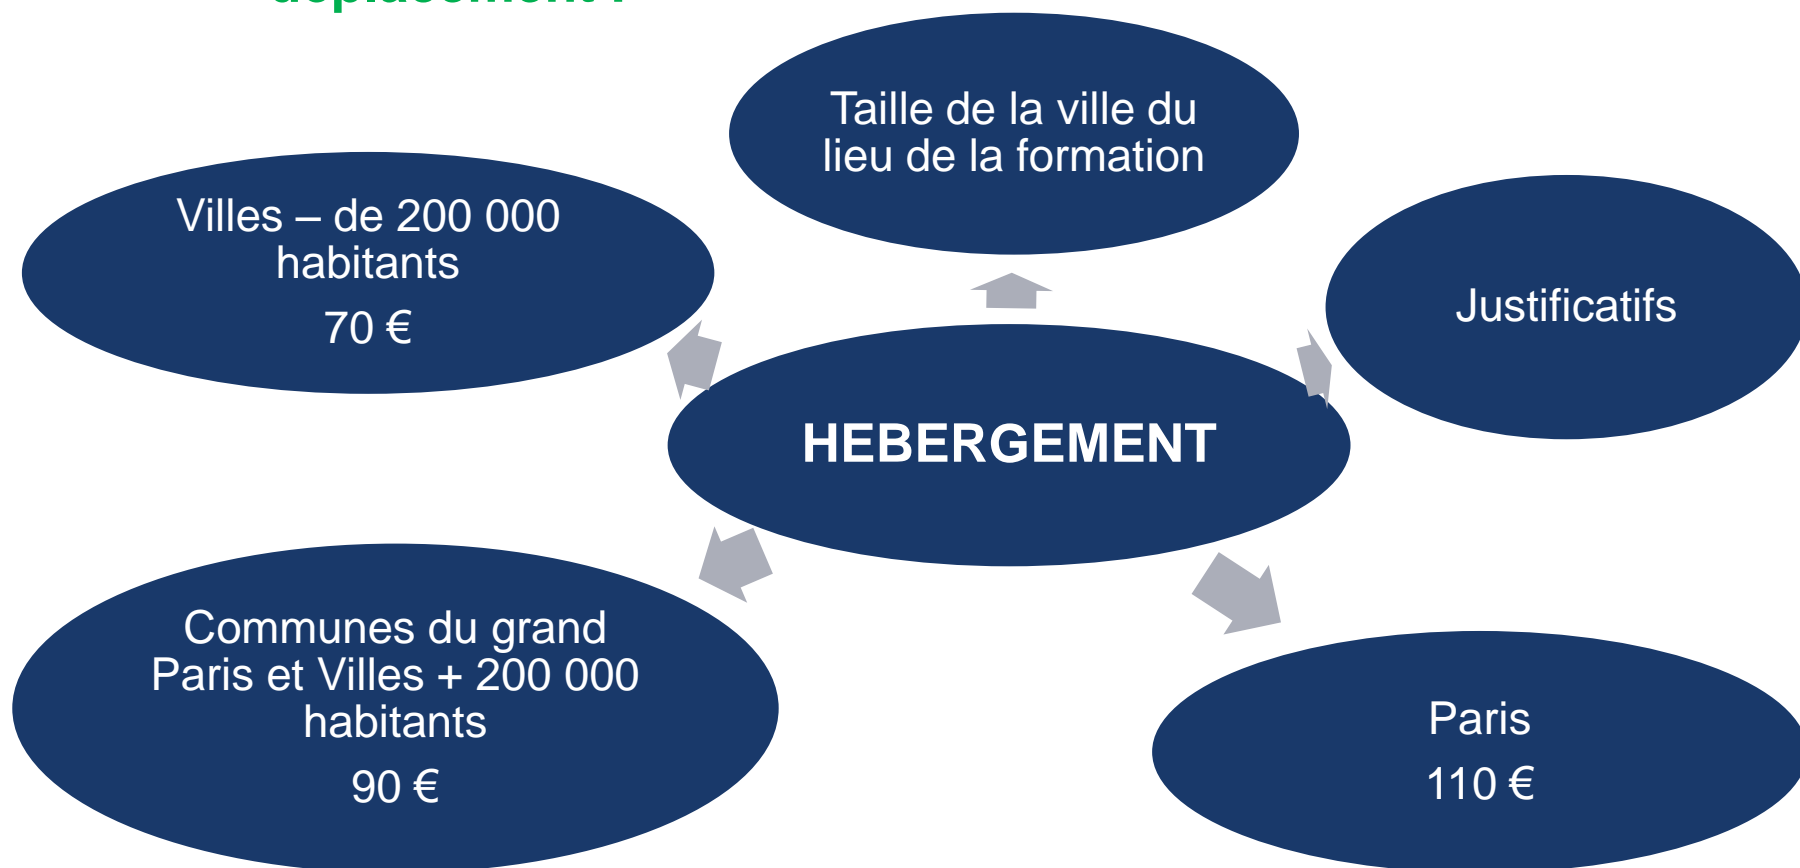 déplacement :
Taille de la ville du
lieu de la formation
Villes – de 200 000
habitants
70 €
Justificatifs
HEBERGEMENT
Communes du grand
Paris et Villes + 200 000
habitants
90 €
Paris
110 €